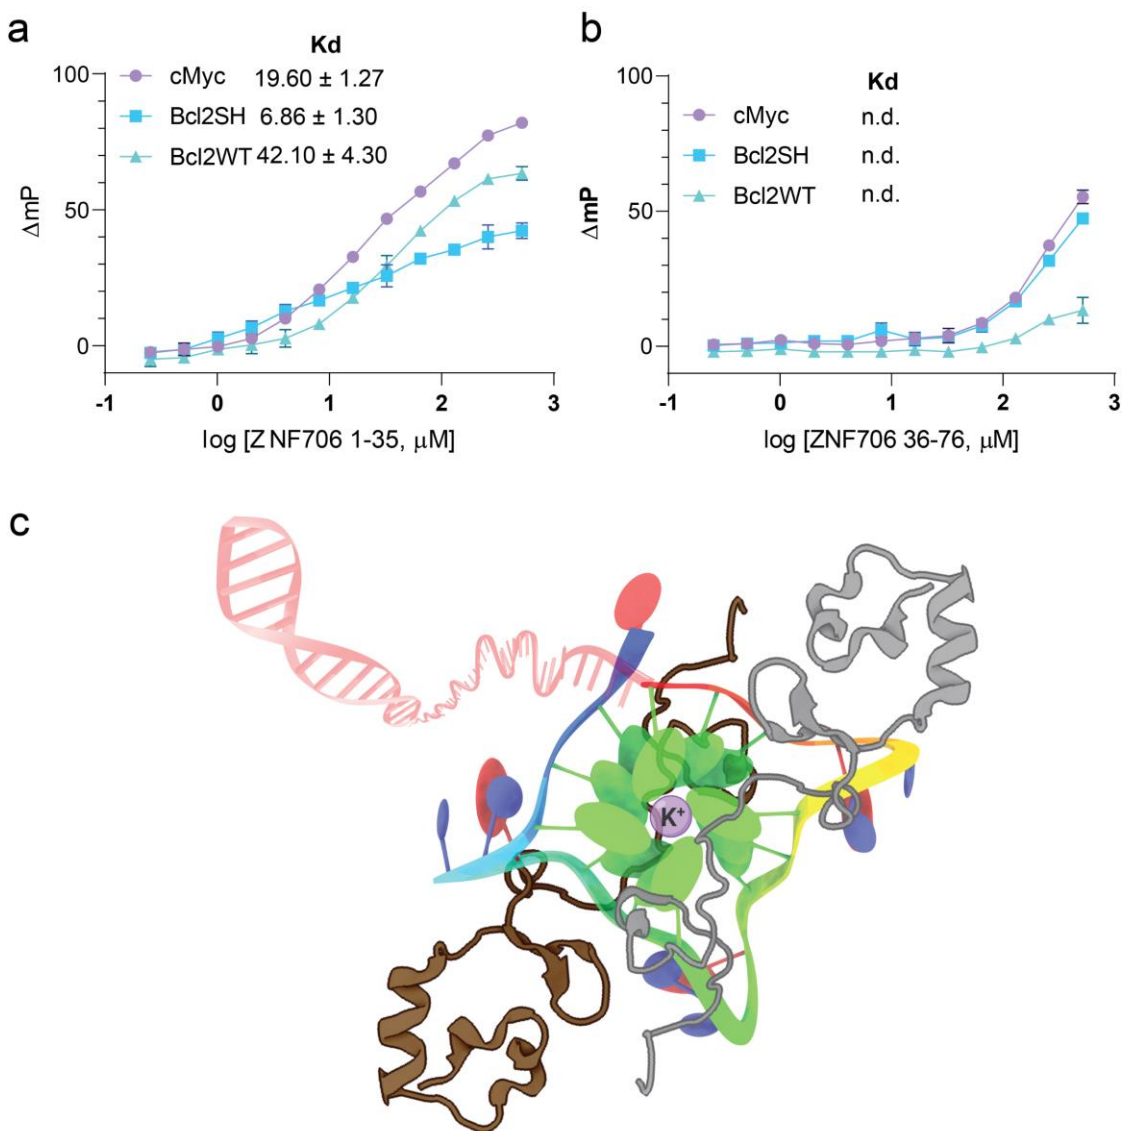 a
Kd
cMyc 19.60 ± 1.27
Bcl2SH 6.86 ± 1.30
Bcl2WT 42.10 ± 4.30
100
50
0
ΔmP
-1 0 1 2 3
log [ZNF706 1-35, μM]
b
Kd
cMyc n.d.
Bcl2SH n.d.
Bcl2WT n.d.
100
50
0
ΔmP
-1 0 1 2 3
log [ZNF706 36-76, μM]
c
K⁺